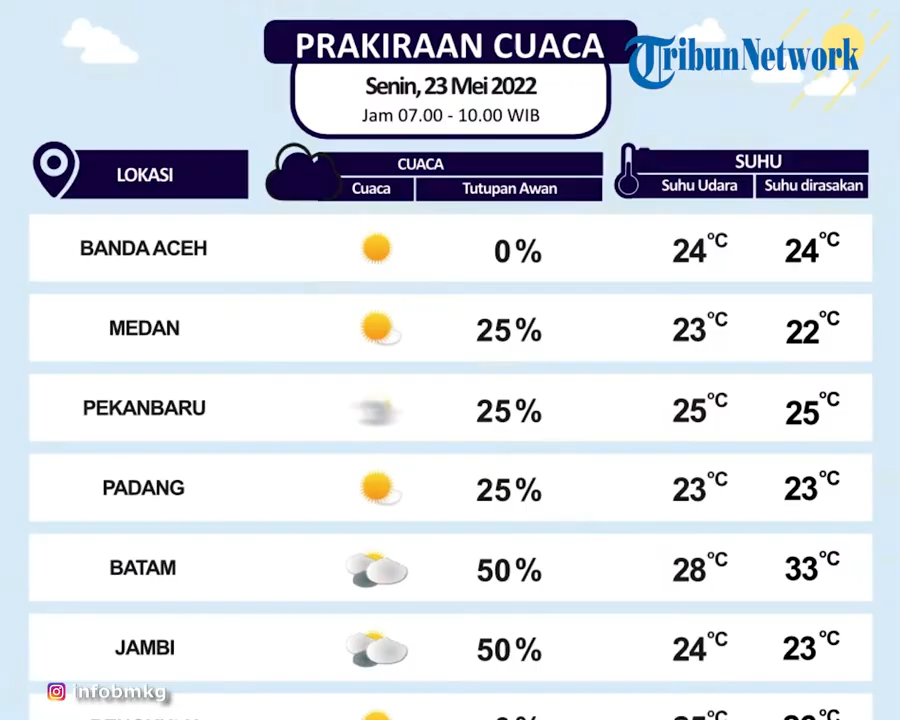 PRAKIRAAN CUACA
TribunNetwork
Senin, 23 Mei 2022
Jam 07.00 - 10.00 WIB
LOKASI
CUACA
SUHU
Cuaca
Tutupan Awan
Suhu Udara
Suhu dirasakan
BANDA ACEH 0% 24°C 24°C
MEDAN 25% 23°C 22°C
PEKANBARU 25% 25°C 25°C
PADANG 25% 23°C 23°C
BATAM 50% 28°C 33°C
JAMBI 50% 24°C 23°C
infobmkg